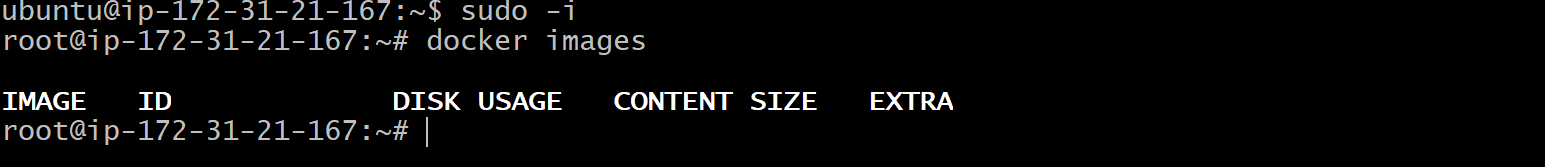 ubuntu@ip-172-31-21-167:~$ sudo -i
root@ip-172-31-21-167:~# docker images
IMAGE   ID             DISK USAGE   CONTENT SIZE   EXTRA
root@ip-172-31-21-167:~#